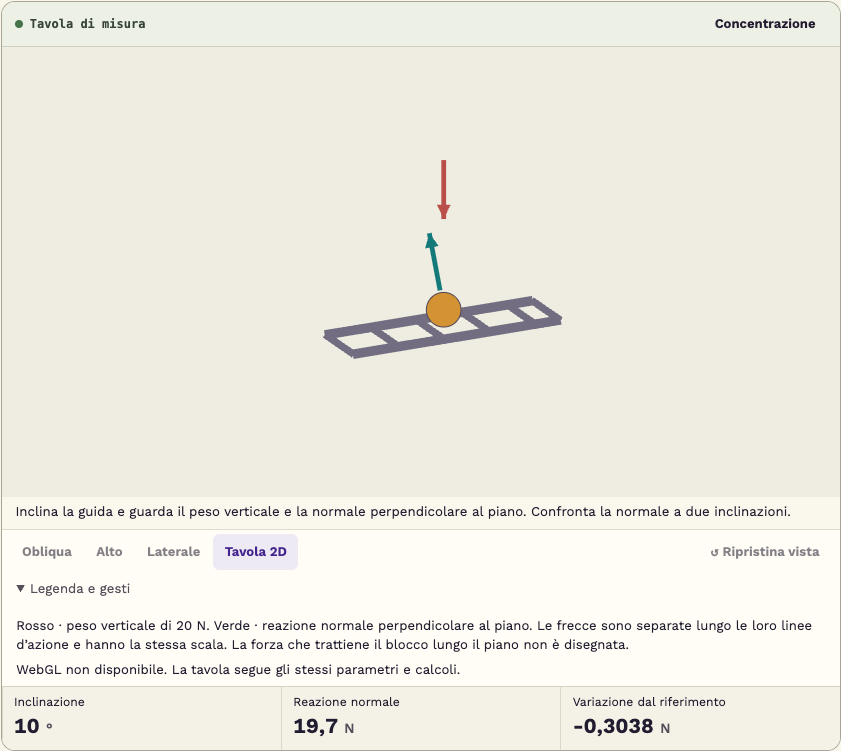 Tavola di misura
Concentrazione
Inclina la guida e guarda il peso verticale e la normale perpendicolare al piano. Confronta la normale a due inclinazioni.
Obliqua Alto Laterale Tavola 2D ↺ Ripristina vista
▼ Legenda e gesti
Rosso · peso verticale di 20 N. Verde · reazione normale perpendicolare al piano. Le frecce sono separate lungo le loro linee
d’azione e hanno la stessa scala. La forza che trattiene il blocco lungo il piano non è disegnata.
WebGL non disponibile. La tavola segue gli stessi parametri e calcoli.
Inclinazione
10 °
Reazione normale
19,7 N
Variazione dal riferimento
-0,3038 N